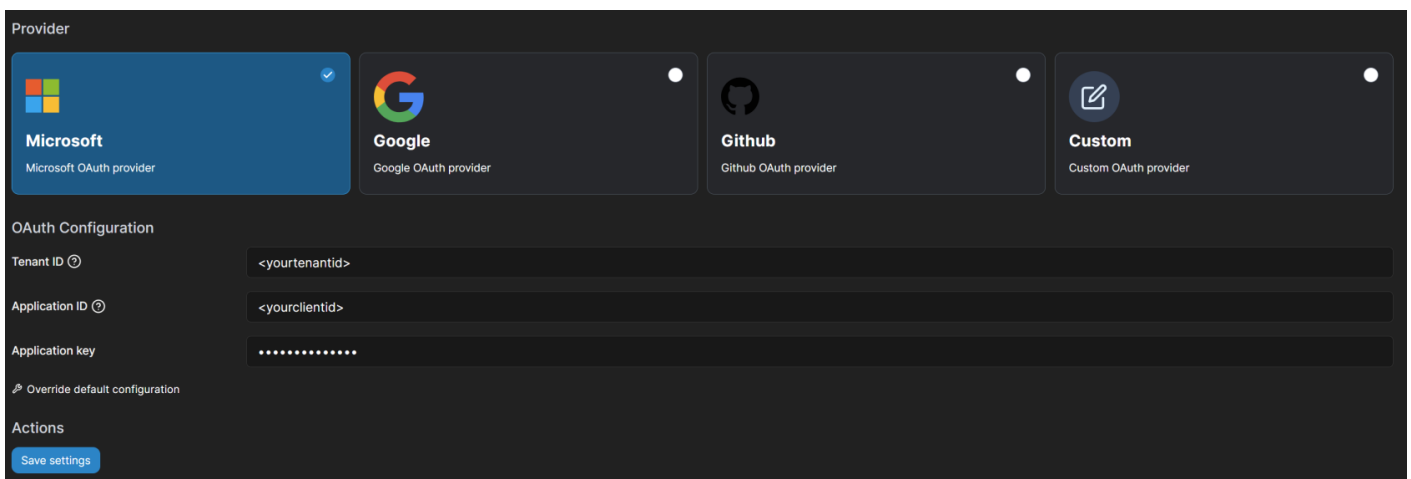 Provider
Microsoft
Microsoft OAuth provider
Google
Google OAuth provider
Github
Github OAuth provider
Custom
Custom OAuth provider
OAuth Configuration
Tenant ID
<yourtenantid>
Application ID
<yourclientid>
Application key
••••••••••••••
Override default configuration
Actions
Save settings